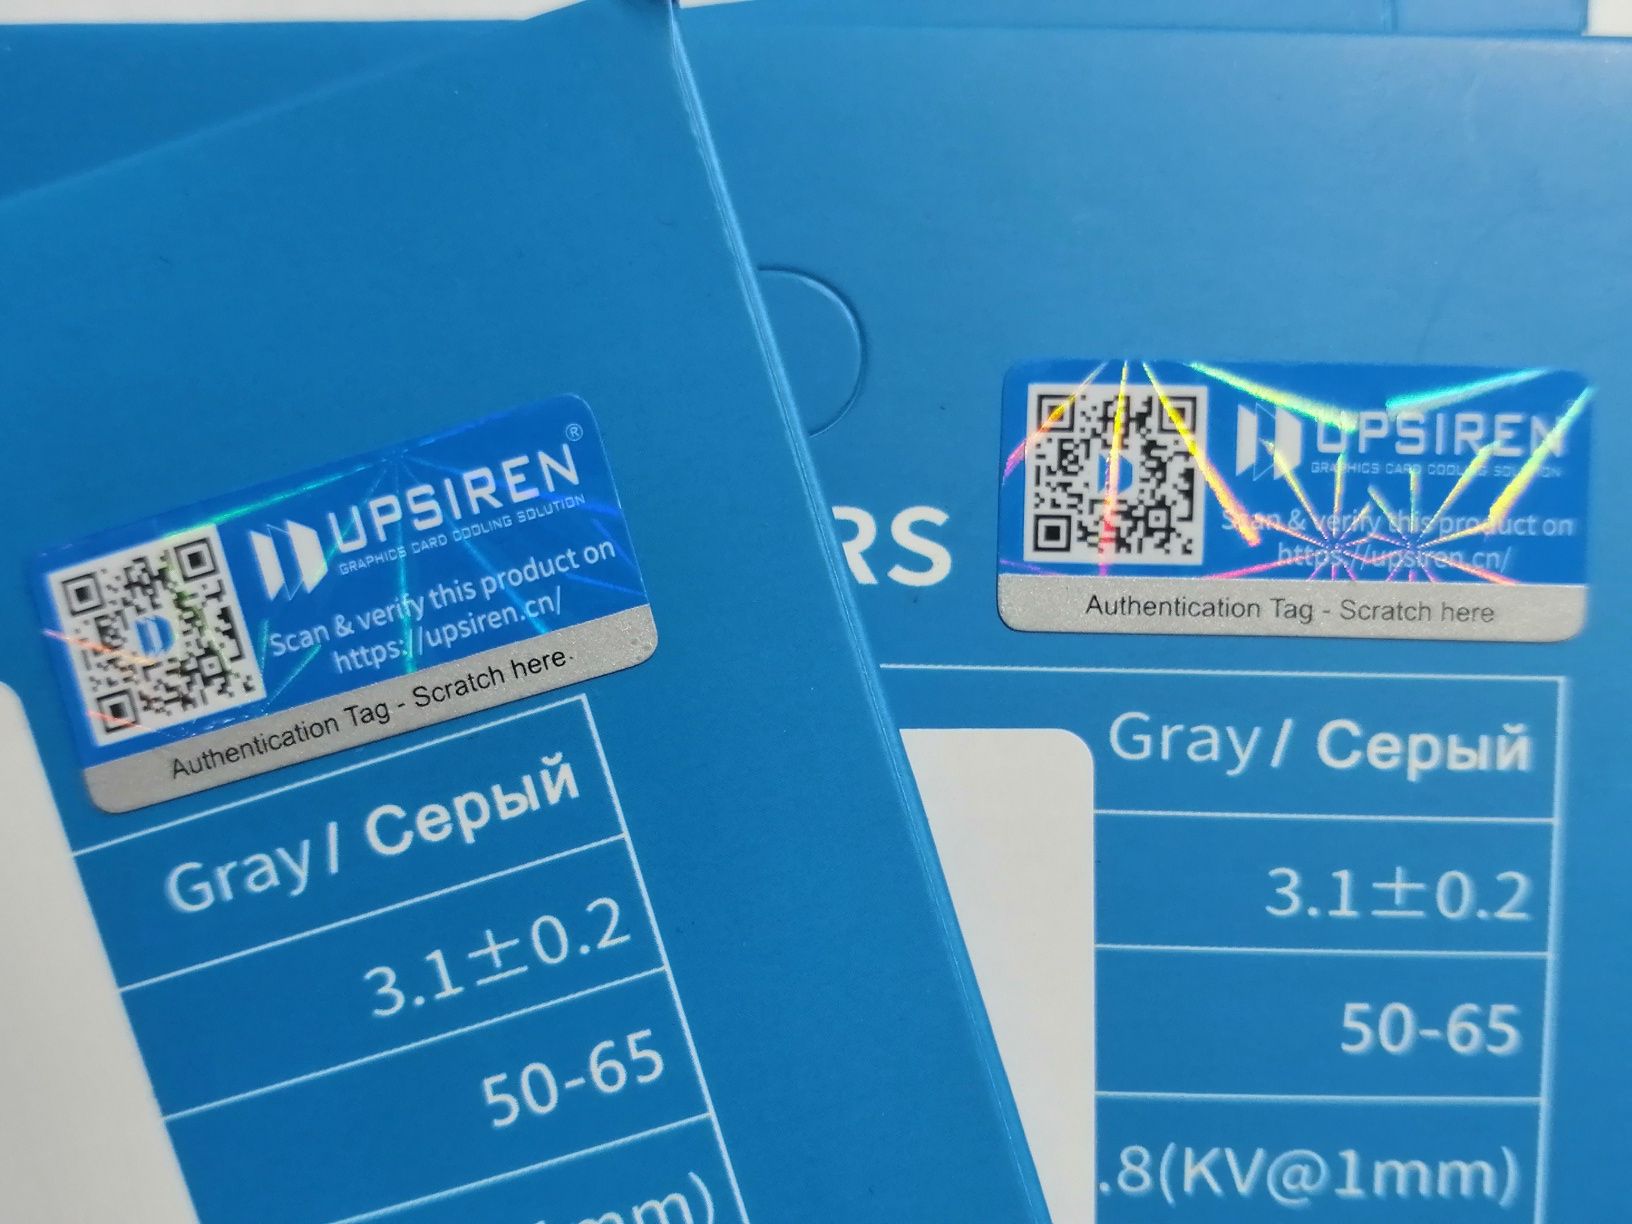 UPSIREN®
GRAPHICS CARD COOLING SOLUTION
Scan & verify this product on
https://upsiren.cn/
Authentication Tag - Scratch here
Gray/ Серый
3.1±0.2
50-65
mm)
RS
UPSIREN
GRAPHICS CARD COOLING SOLUTION
Scan & verify this product on
https://upsiren.cn/
Authentication Tag - Scratch here
Gray/ Серый
3.1±0.2
50-65
.8(KV@1mm)